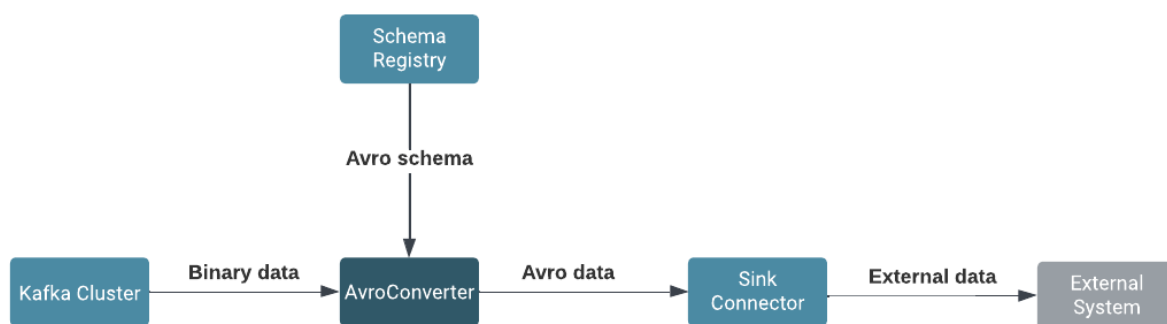 Schema
Registry
Avro schema
Kafka Cluster
Binary data
AvroConverter
Avro data
Sink
Connector
External data
External
System